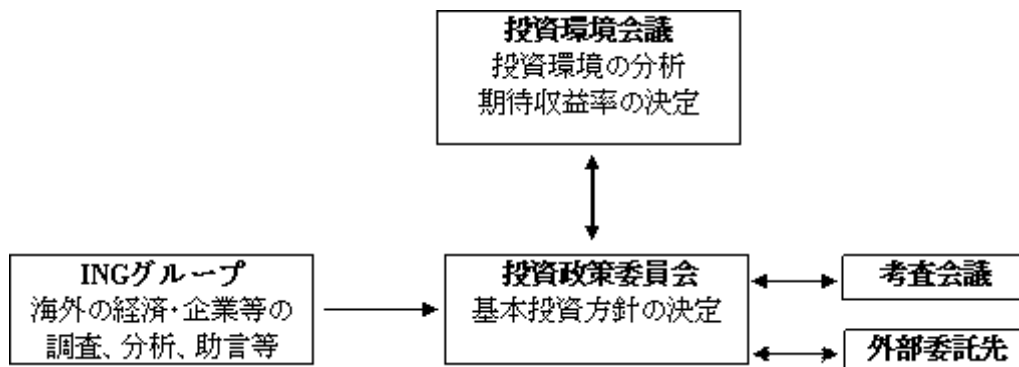 投資環境会議
投資環境の分析
期待収益率の決定
INGグループ
海外の経済・企業等の
調査、分析、助言等
投資政策委員会
基本投資方針の決定
考査会議
外部委託先